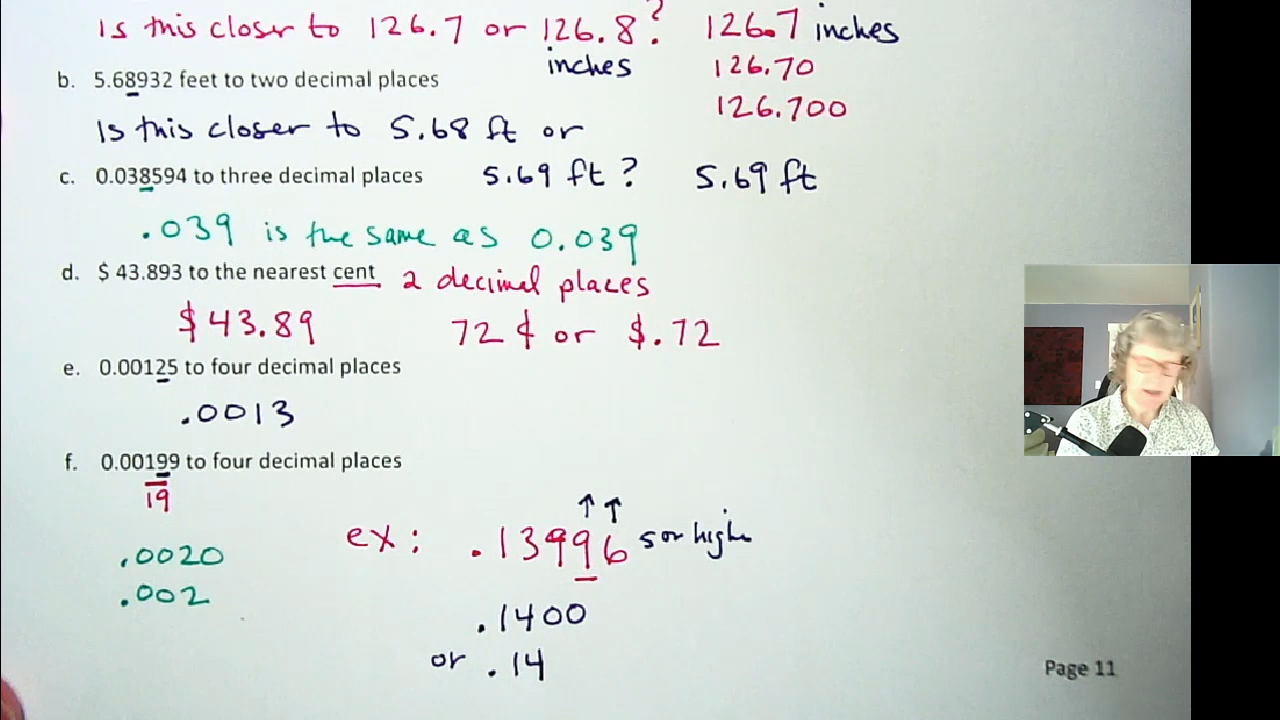 Is this closer to 126.7 or 126.8? 126.7 inches
inches 126.70
b. 5.68932 feet to two decimal places
126.700
Is this closer to 5.68 ft or
c. 0.038594 to three decimal places 5.69 ft? 5.69 ft
.039 is the same as 0.039
d. $ 43.893 to the nearest cent 2 decimal places
$43.89 72 ¢ or $.72
e. 0.00125 to four decimal places
.0013
f. 0.00199 to four decimal places
19
ex: .13996 5 or high
.0020
.002
.1400
or .14
Page 11